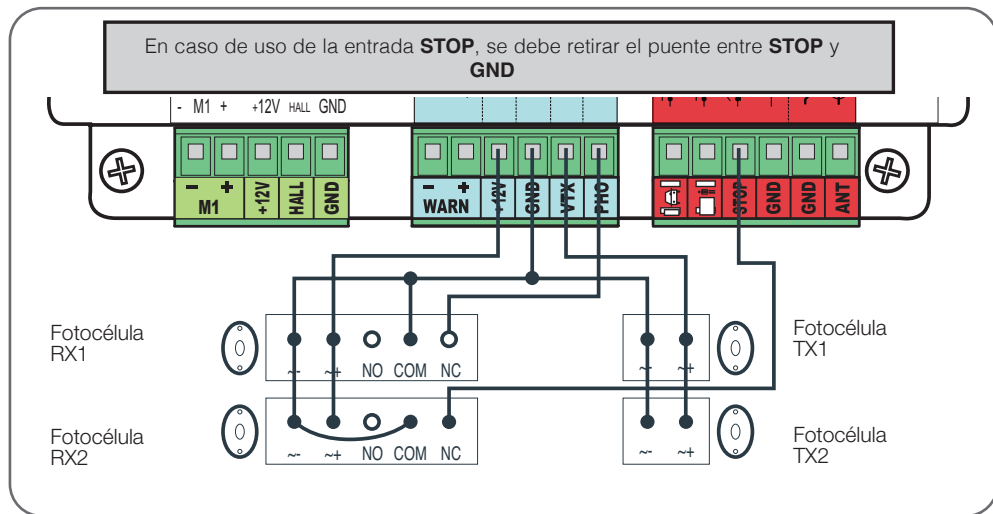 En caso de uso de la entrada STOP, se debe retirar el puente entre STOP y
GND
- M1 + +12V HALL GND
- + +12V HALL GND - + +12V GND VTX PHO STOP GND GND ANT
M1 WARN
Fotocélula
RX1
~- ~+ NO COM NC
~- ~+
Fotocélula
TX1
Fotocélula
RX2
~- ~+ NO COM NC
~- ~+
Fotocélula
TX2